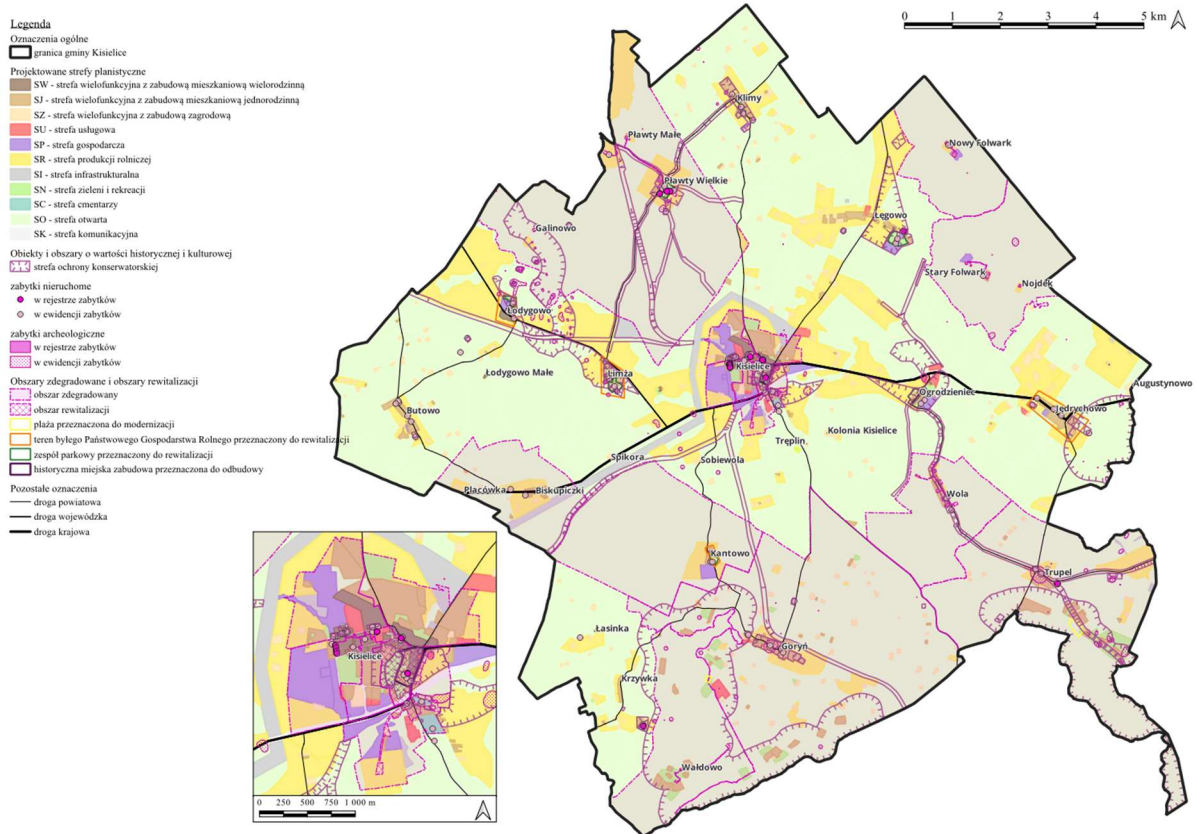 Legenda
Oznaczenia ogólne
granica gminy Kisielice
Projektowane strefy planistyczne
SW - strefa wielofunkcyjna z zabudową mieszkaniową wielorodzinną
SJ - strefa wielofunkcyjna z zabudową mieszkaniową jednorodzinną
SZ - strefa wielofunkcyjna z zabudową zagrodową
SU - strefa usługowa
SP - strefa gospodarcza
SR - strefa produkcji rolniczej
SI - strefa infrastrukturalna
SN - strefa zieleni i rekreacji
SC - strefa cmentarzy
SO - strefa otwarta
SK - strefa komunikacyjna
Obiekty i obszary o wartości historycznej i kulturowej
strefa ochrony konserwatorskiej
zabytki nieruchome
w rejestrze zabytków
w ewidencji zabytków
zabytki archeologiczne
w rejestrze zabytków
w ewidencji zabytków
Obszary zdegradowane i obszary rewitalizacji
obszar zdegradowany
obszar rewitalizacji
plaża przeznaczona do modernizacji
teren byłego Państwowego Gospodarstwa Rolnego przeznaczony do rewitalizacji
zespół parkowy przeznaczony do rewitalizacji
historyczna miejska zabudowa przeznaczona do odbudowy
Pozostałe oznaczenia
droga powiatowa
droga wojewódzka
droga krajowa
0 1 2 3 4 5 km
Klimy
Pławty Małe
Nowy Folwark
Pławty Wielkie
Łęgowo
Galinowo
Stary Folwark
Nojdek
Łodygowo
Kisielice
Limża
Łodygowo Małe
Augustynowo
Ogrodzieniec
Butowo
Jędrychowo
Kolonia Kisielice
Tręplin
Spikora
Sobiewola
Placówka
Biskupiczki
Wola
Kantowo
Trupel
Łasinka
Goryń
Krzywka
Wałdowo
Kisielice
0 250 500 750 1 000 m